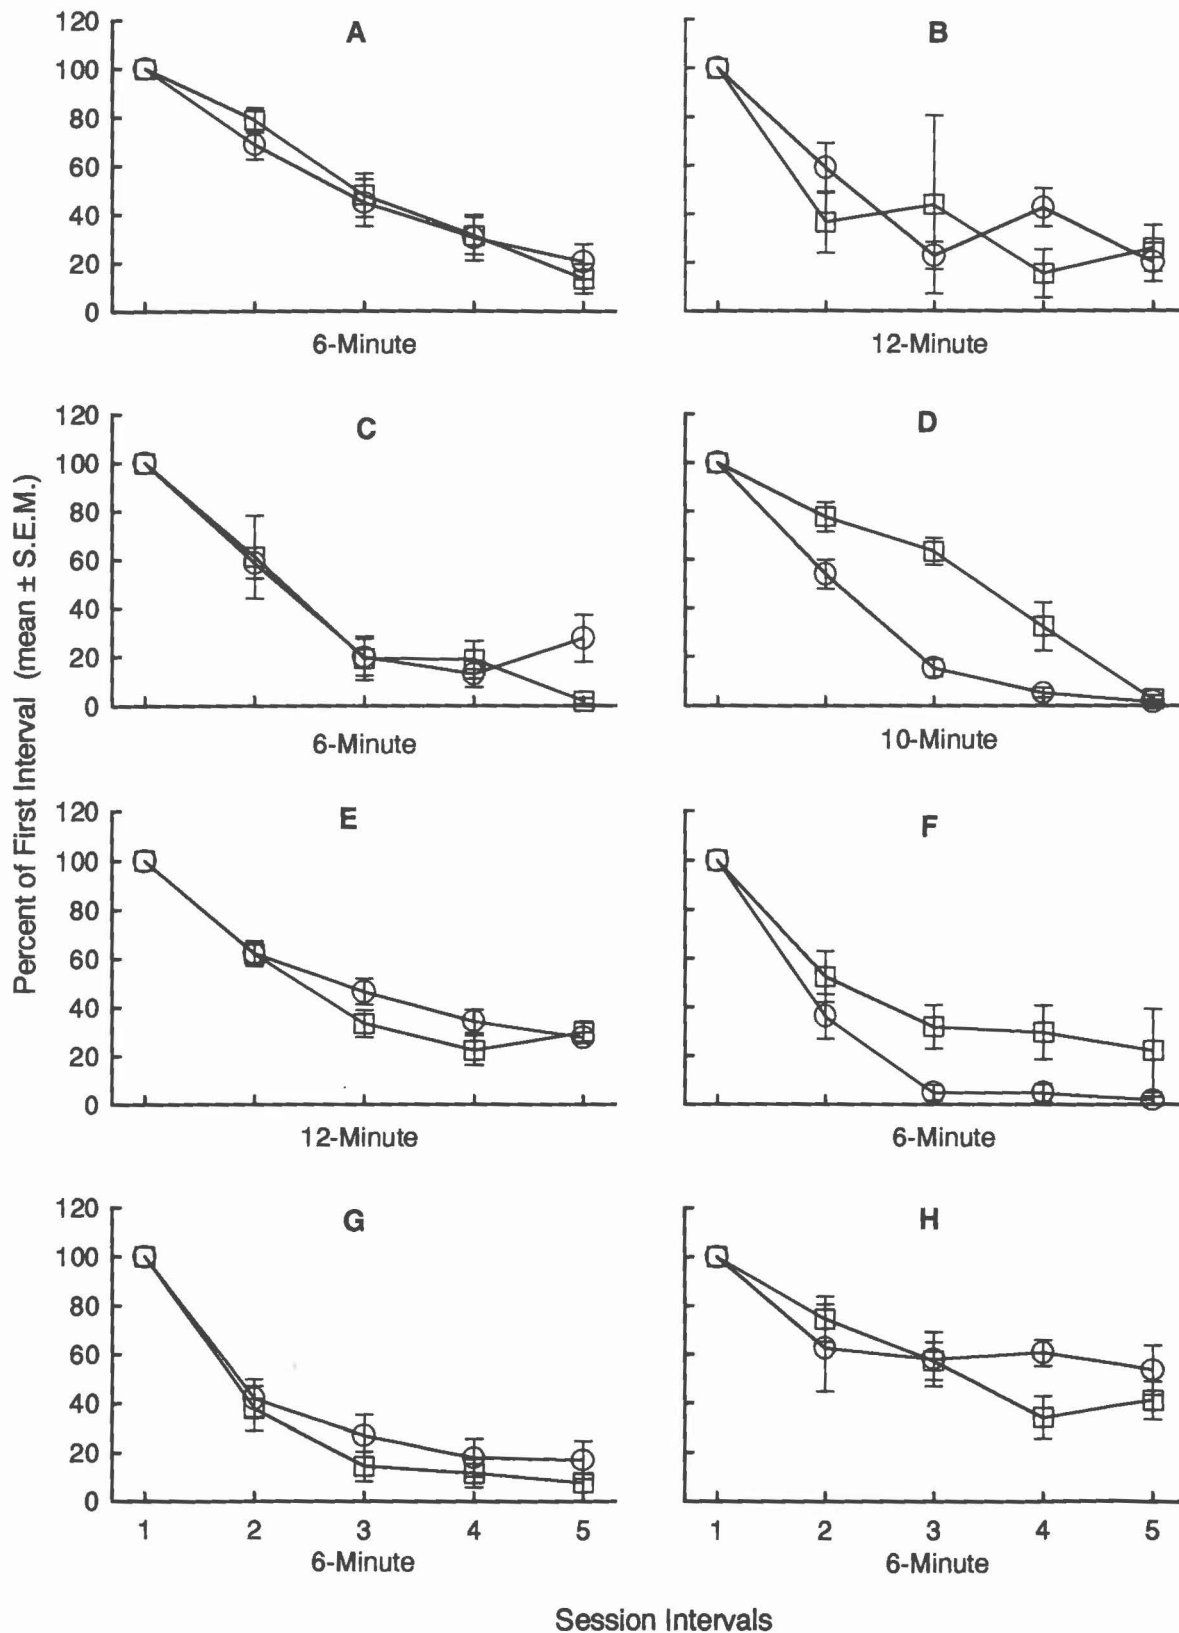 A
B
120
100
80
60
40
20
0
6-Minute
12-Minute
C
D
120
100
80
60
40
20
0
6-Minute
10-Minute
Percent of First Interval (mean ± S.E.M.)
E
F
120
100
80
60
40
20
0
12-Minute
6-Minute
G
H
120
100
80
60
40
20
0
1 2 3 4 5
1 2 3 4 5
6-Minute
6-Minute
Session Intervals